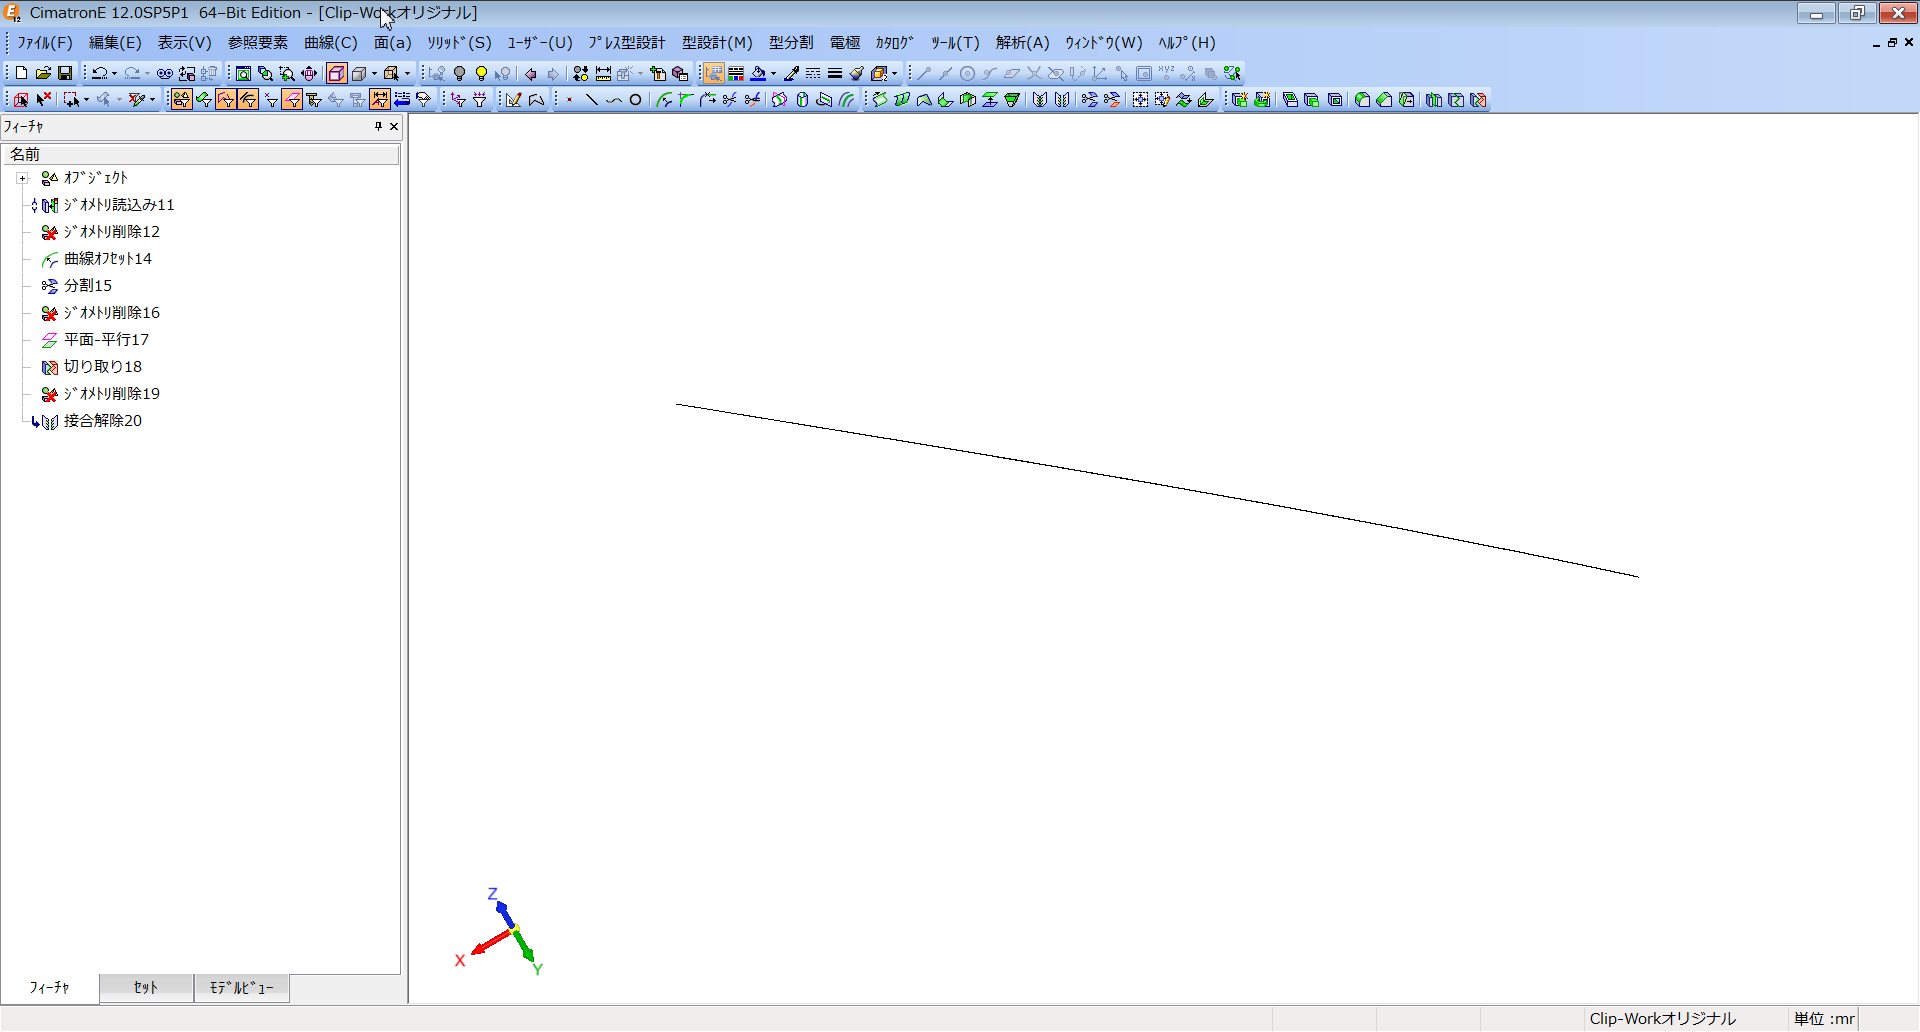 CimatronE 12.0SP5P1  64-Bit Edition - [Clip-Workオリジナル]
ﾌｧｲﾙ(F) 編集(E) 表示(V) 参照要素 曲線(C) 面(a) ｿﾘｯﾄﾞ(S) ﾕｰｻﾞｰ(U) ﾌﾟﾚｽ型設計 型設計(M) 型分割 電極 ｶﾀﾛｸﾞ ﾂｰﾙ(T) 解析(A) ｳｨﾝﾄﾞｳ(W) ﾍﾙﾌﾟ(H)
ﾌｨｰﾁｬ
名前
ｵﾌﾞｼﾞｪｸﾄ
ｼﾞｵﾒﾄﾘ読込み11
ｼﾞｵﾒﾄﾘ削除12
曲線ｵﾌｾｯﾄ14
分割15
ｼﾞｵﾒﾄﾘ削除16
平面-平行17
切り取り18
ｼﾞｵﾒﾄﾘ削除19
接合解除20
Z
X
Y
ﾌｨｰﾁｬ ｾｯﾄ ﾓﾃﾞﾙﾋﾞｭｰ
Clip-Workオリジナル 単位 :mr